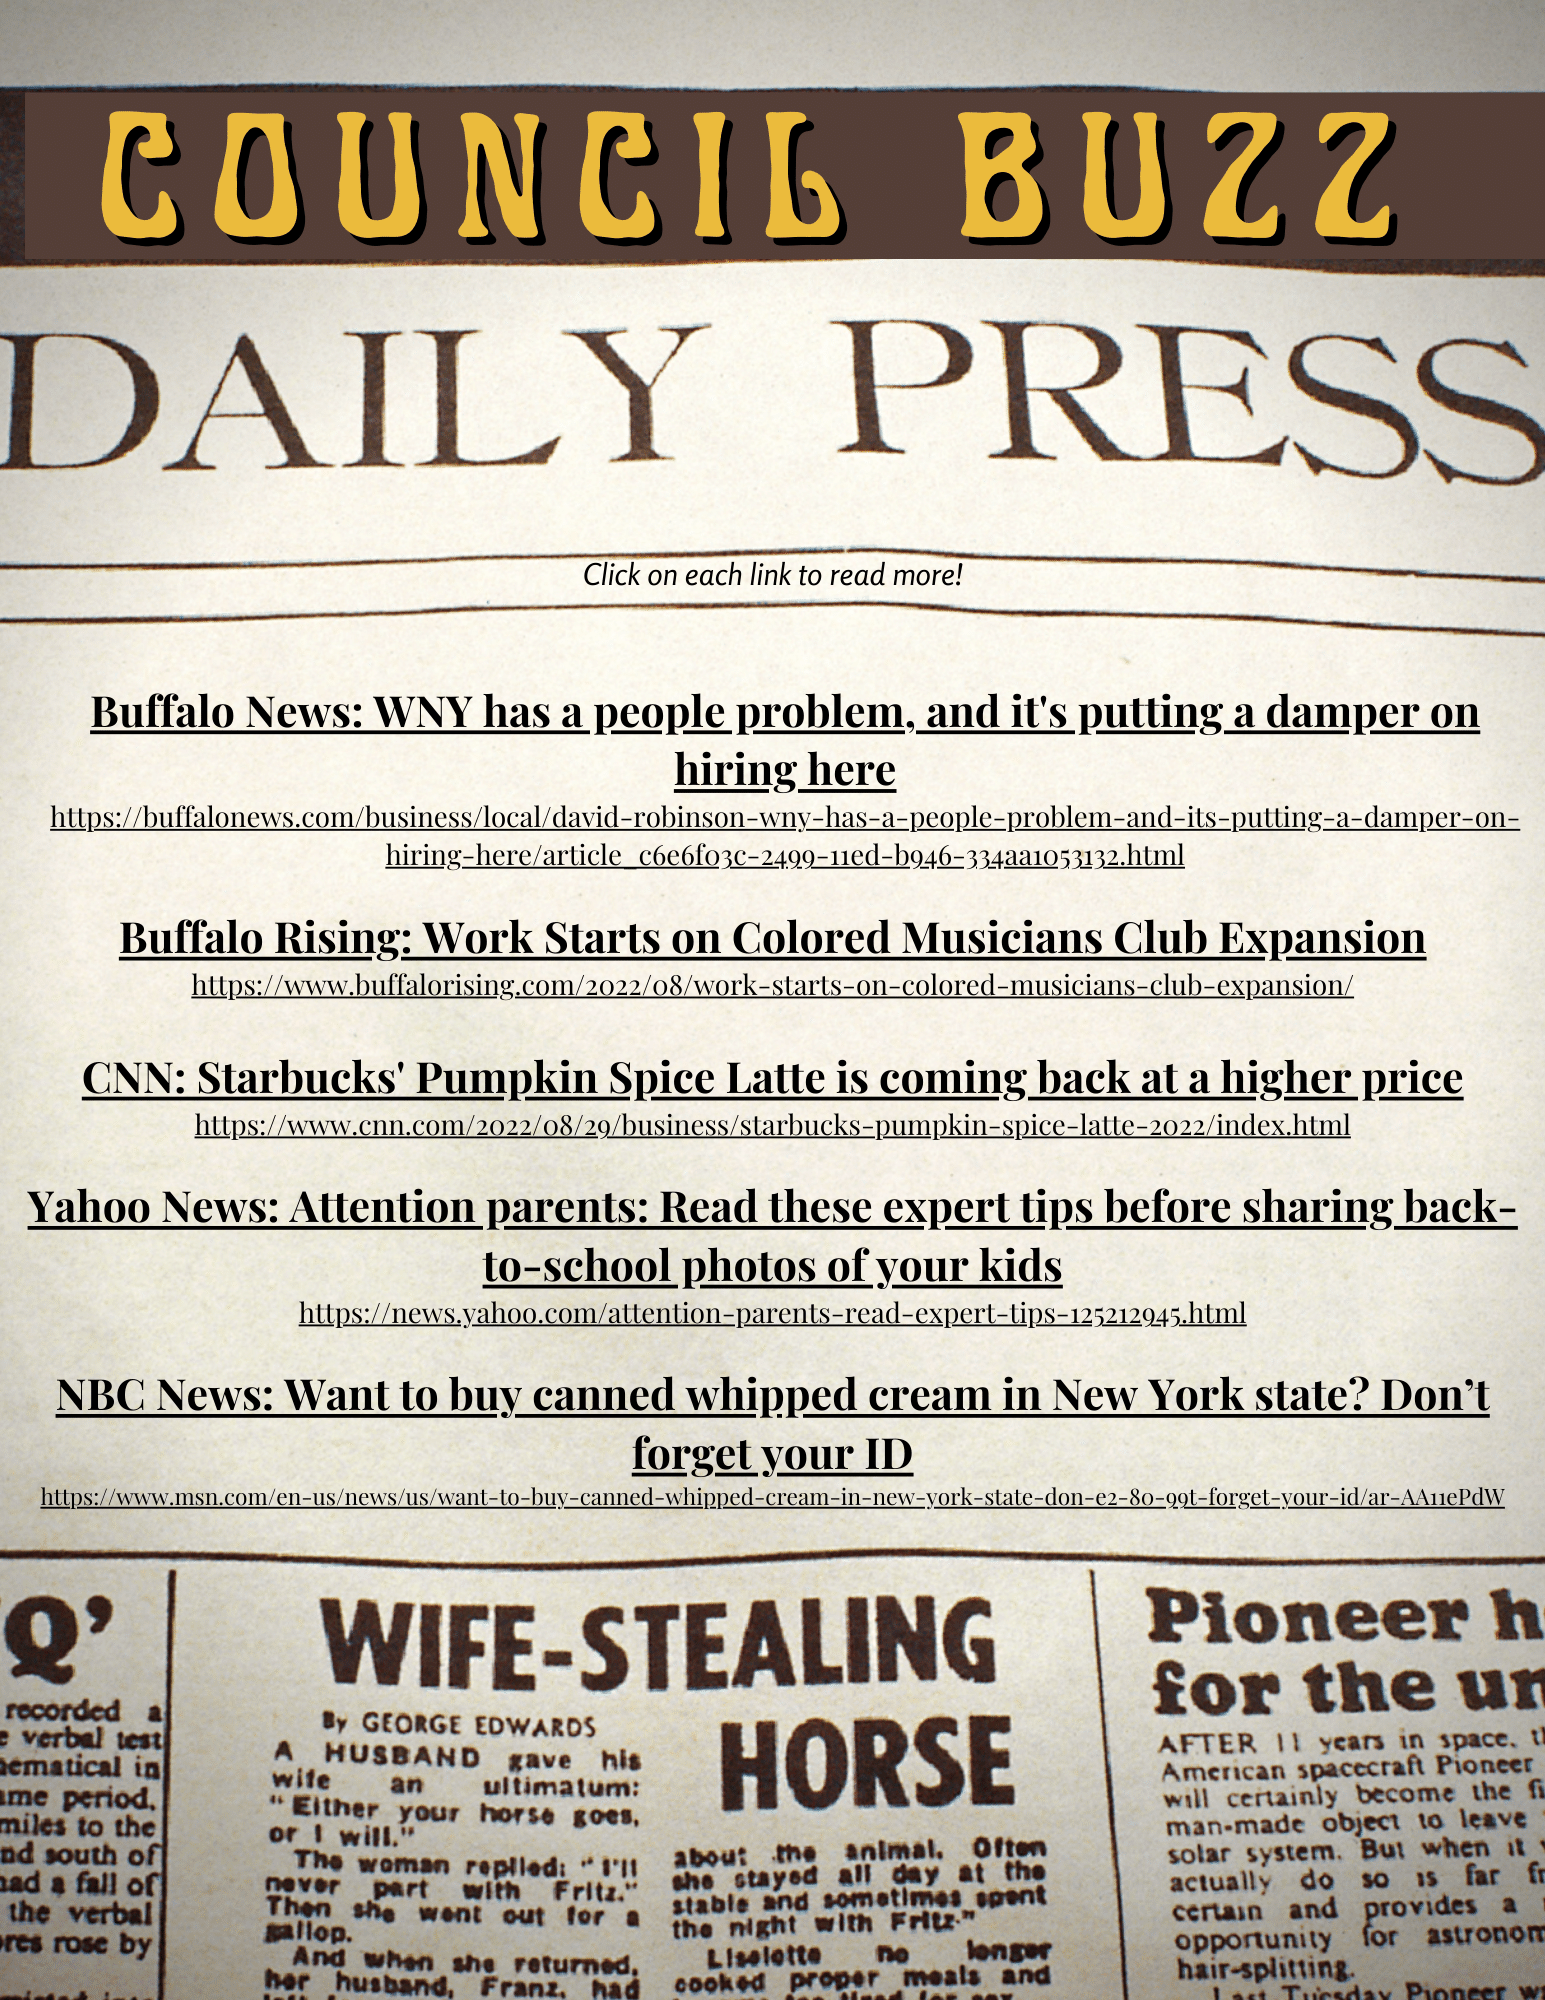 COUNCIL BUZZ
DAILY PRESS
Click on each link to read more!
Buffalo News: WNY has a people problem, and it's putting a damper on
hiring here
https://buffalonews.com/business/local/david-robinson-wny-has-a-people-problem-and-its-putting-a-damper-on-
hiring-here/article_c6e6f03c-2499-11ed-b946-334aa1053132.html
Buffalo Rising: Work Starts on Colored Musicians Club Expansion
https://www.buffalorising.com/2022/08/work-starts-on-colored-musicians-club-expansion/
CNN: Starbucks' Pumpkin Spice Latte is coming back at a higher price
https://www.cnn.com/2022/08/29/business/starbucks-pumpkin-spice-latte-2022/index.html
Yahoo News: Attention parents: Read these expert tips before sharing back-
to-school photos of your kids
https://news.yahoo.com/attention-parents-read-expert-tips-125212945.html
NBC News: Want to buy canned whipped cream in New York state? Don’t
forget your ID
https://www.msn.com/en-us/news/us/want-to-buy-canned-whipped-cream-in-new-york-state-don-e2-80-99t-forget-your-id/ar-AA11ePdW
Q’
recorded a
verbal test
in
period.
miles to the
south of
a fall of
the verbal
rose by
WIFE-STEALING
HORSE
By GEORGE EDWARDS
A HUSBAND gave his
wife an ultimatum:
"Either your horse goes,
or I will."
The woman replied: "I'll
never part with Fritz."
Then she went out for a
gallop.
And when she returned,
her husband, Franz, had
about the animal. Often
she stayed all day at the
stable and sometimes spent
the night with Fritz."
Liselotte no longer
cooked proper meals and
Pioneer
for the
AFTER 11 years in space, 
American spacecraft Pioneer
will certainly become the
man-made object to leave
solar system. But when it
actually do so is far
certain and provides a
opportunity for
hair-splitting.
Last Tuesday Pioneer